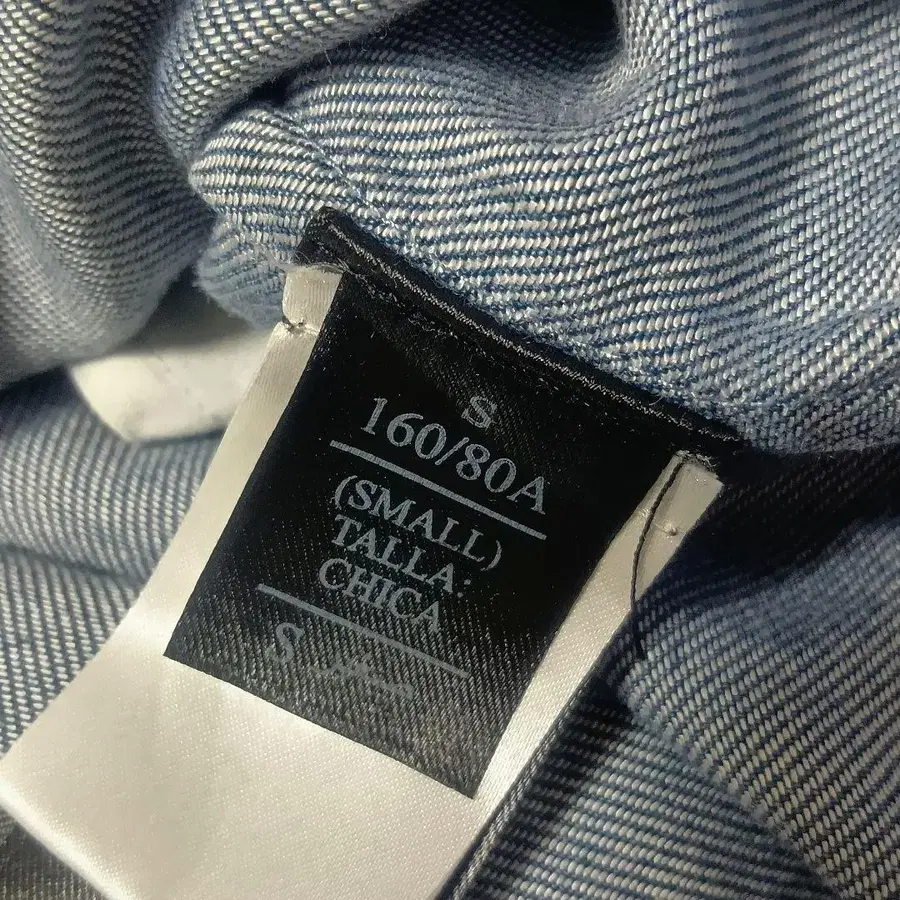 S
160/80A
(SMALL)
TALLA:
CHICA
S